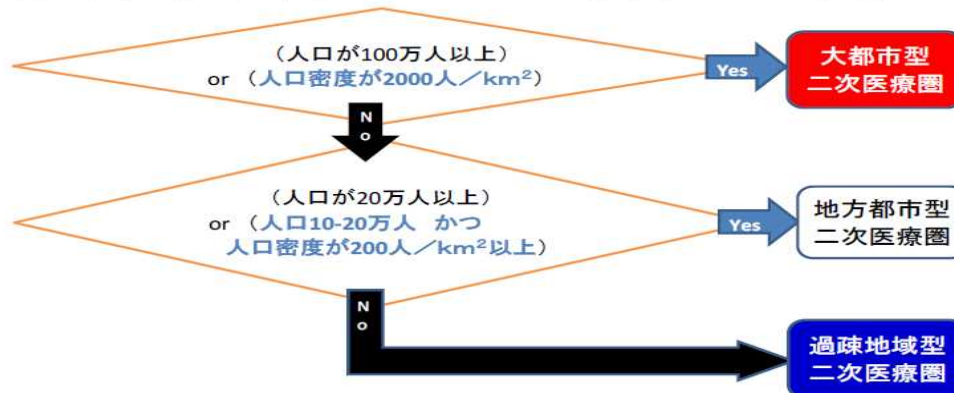 （人口が100万人以上）
or （人口密度が2000人／km²）
Yes
大都市型
二次医療圏
No
（人口が20万人以上）
or （人口10-20万人 かつ
人口密度が200人／km²以上）
Yes
地方都市型
二次医療圏
No
過疎地域型
二次医療圏